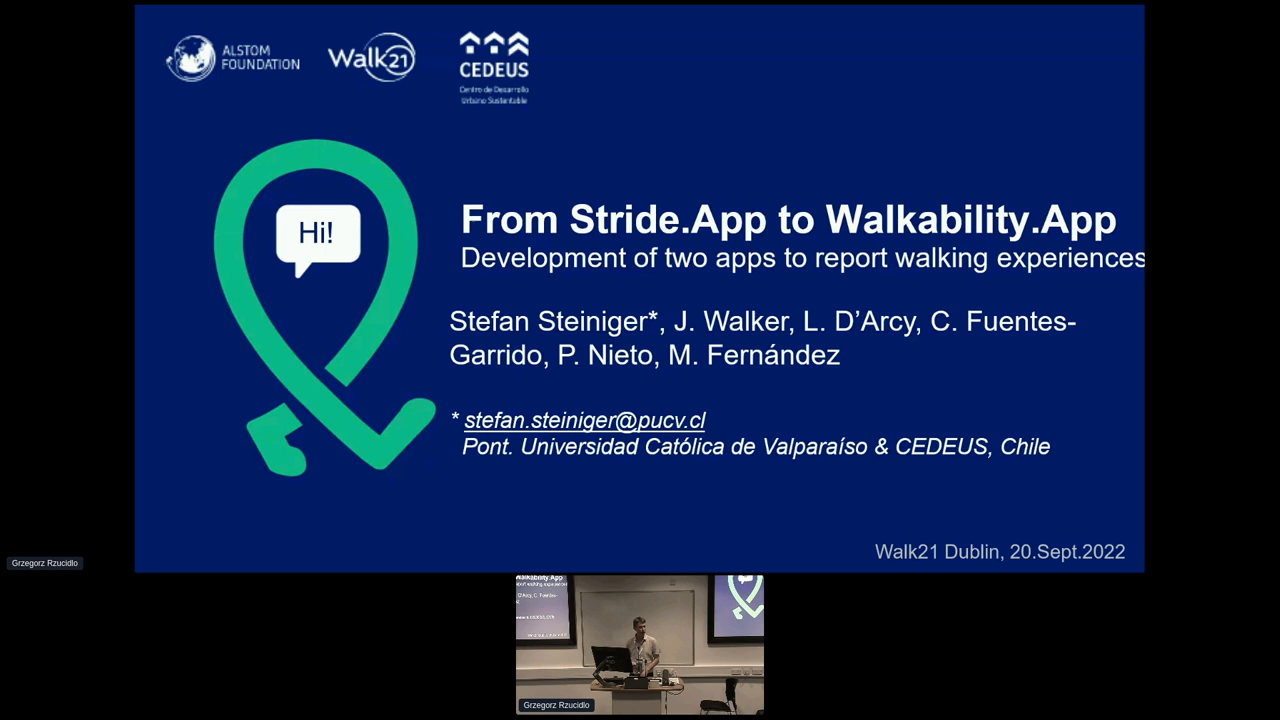 ALSTOM
FOUNDATION
Walk21
CEDEUS
Centro de Desarrollo
Urbano Sustentable
Hi!
From Stride.App to Walkability.App
Development of two apps to report walking experiences
Stefan Steiniger*, J. Walker, L. D’Arcy, C. Fuentes-
Garrido, P. Nieto, M. Fernández
* stefan.steiniger@pucv.cl
Pont. Universidad Católica de Valparaíso & CEDEUS, Chile
Walk21 Dublin, 20.Sept.2022
Grzegorz Rzucidlo
Walkability App
Grzegorz Rzucidlo